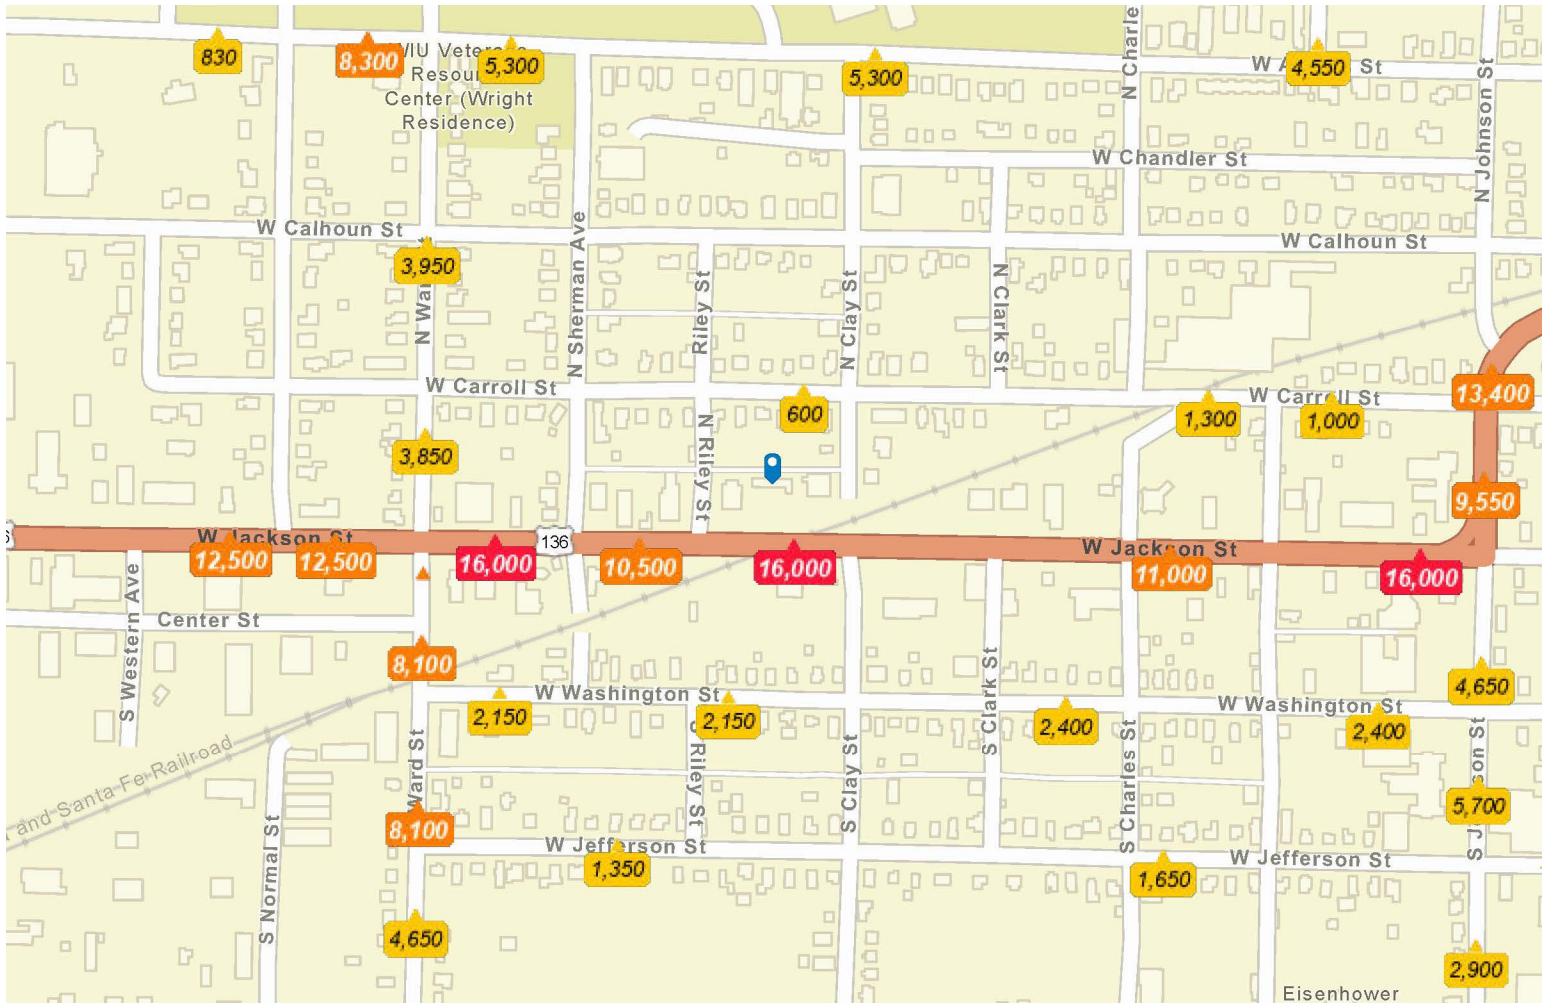 830
8,300
5,300
WIU Veterans
Resour
Center (Wright
Residence)
5,300
N Charle
W A St
4,550
N Johnson St
W Chandler St
W Calhoun St
3,950
N War
N Sherman Ave
Riley St
N Clay St
N Clark St
W Calhoun St
W Carroll St
600
1,300
W Carroll St
1,000
13,400
3,850
N Riley St
9,550
6
W Jackson St
12,500
12,500
16,000
136
10,500
16,000
W Jackson St
11,000
16,000
S Western Ave
Center St
8,100
W Washington St
2,150
2,150
S Clark St
2,400
W Washington St
2,400
4,650
a and Santa Fe Railroad
Ward St
S Riley St
S Clay St
S Charles St
S J son St
5,700
8,100
S Normal St
W Jefferson St
1,350
1,650
W Jefferson St
4,650
2,900
Eisenhower